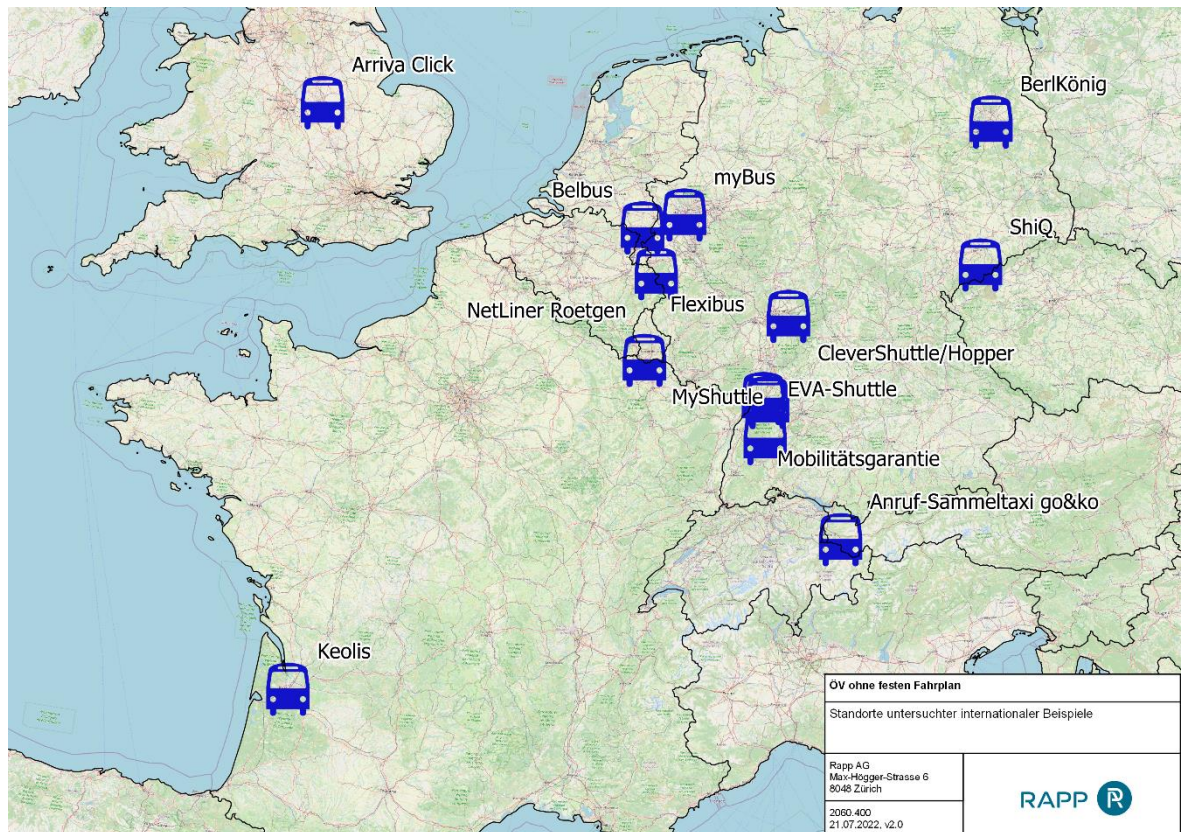 Arriva Click
BerlKönig
Belbus
myBus
ShiQ
NetLiner Roetgen
Flexibus
CleverShuttle/Hopper
MyShuttle
EVA-Shuttle
Mobilitätsgarantie
Anruf-Sammeltaxi go&ko
Keolis
ÖV ohne festen Fahrplan
Standorte untersuchter internationaler Beispiele
Rapp AG
Max-Högger-Strasse 6
8048 Zürich
2060.400
21.07.2022, v2.0
RAPP